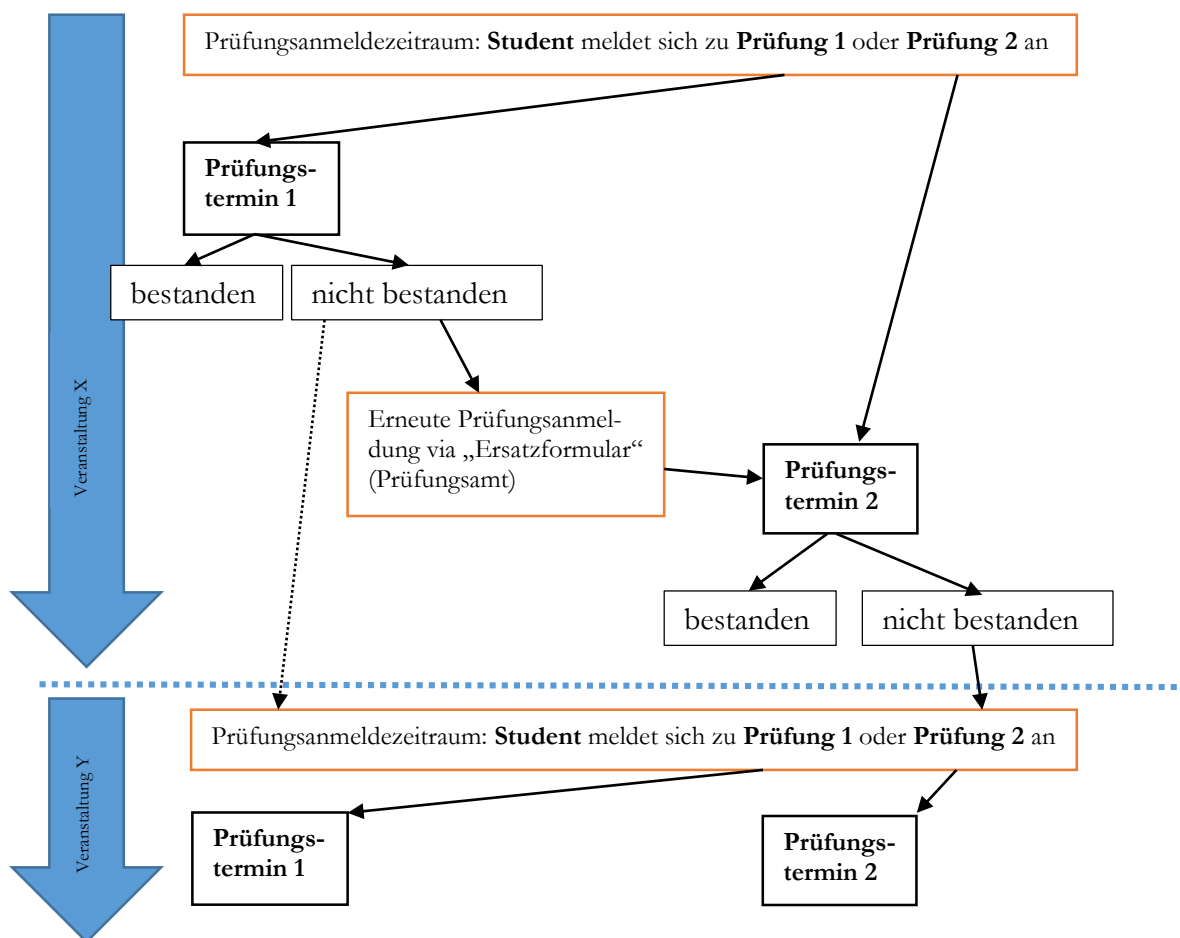 Prüfungsanmeldezeitraum: Student meldet sich zu Prüfung 1 oder Prüfung 2 an
Prüfungs-
termin 1
bestanden
nicht bestanden
Veranstaltung X
Erneute Prüfungsanmel-
dung via „Ersatzformular“
(Prüfungsamt)
Prüfungs-
termin 2
bestanden
nicht bestanden
Prüfungsanmeldezeitraum: Student meldet sich zu Prüfung 1 oder Prüfung 2 an
Veranstaltung Y
Prüfungs-
termin 1
Prüfungs-
termin 2